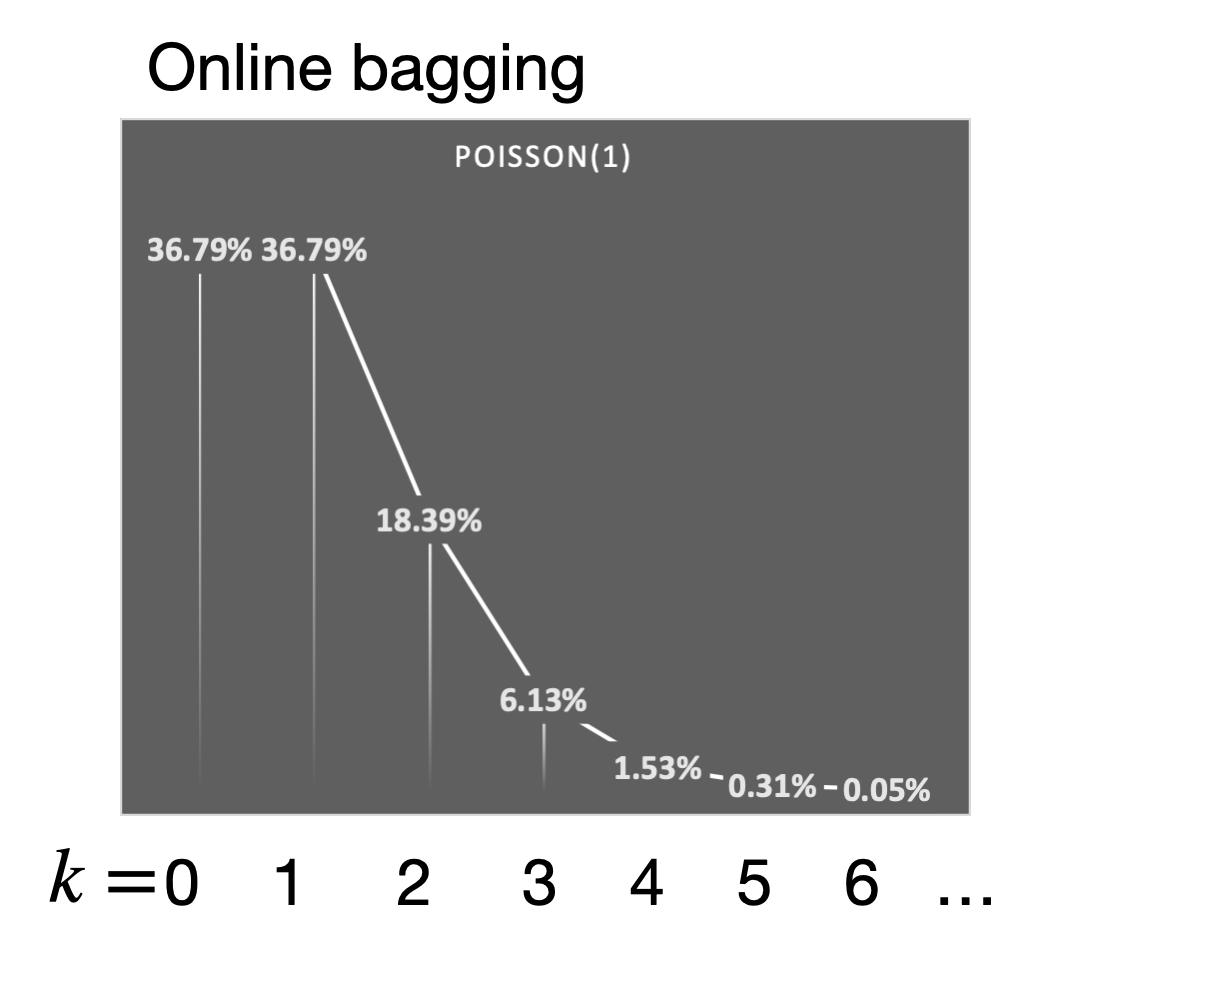 Online bagging
POISSON(1)
36.79% 36.79%
18.39%
6.13%
1.53%
0.31%
0.05%
k = 0 1 2 3 4 5 6 ...